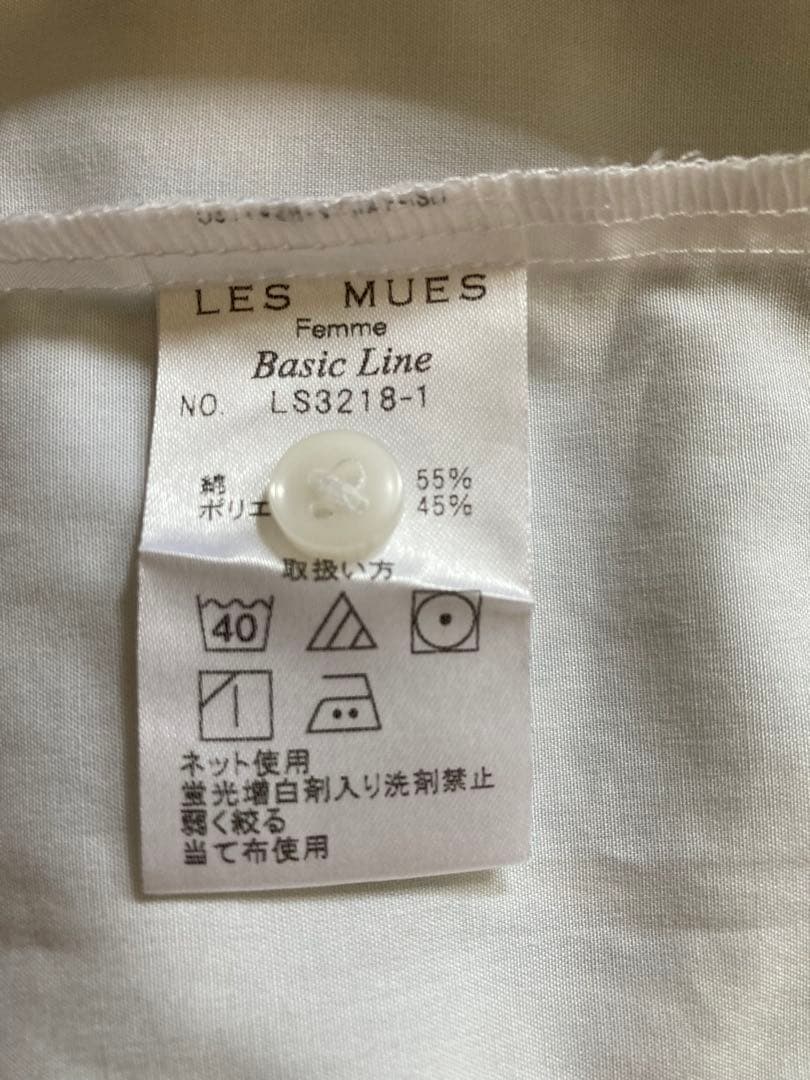 LES MUES
Femme
Basic Line
NO. LS3218-1
綿 55%
ポリエ 45%
取扱い方
40
ネット使用
蛍光増白剤入り洗剤禁止
弱く絞る
当て布使用